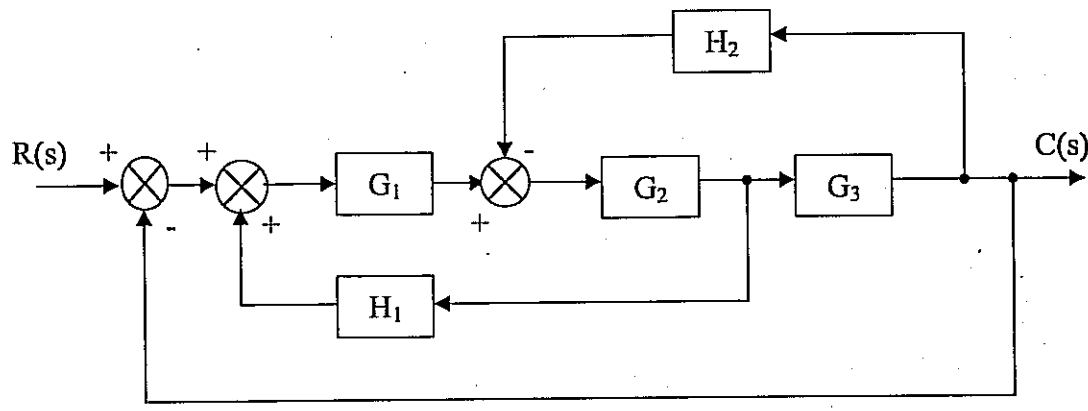 H₂
R(s) + + - C(s)
G₁ G₂ G₃
- + +
H₁